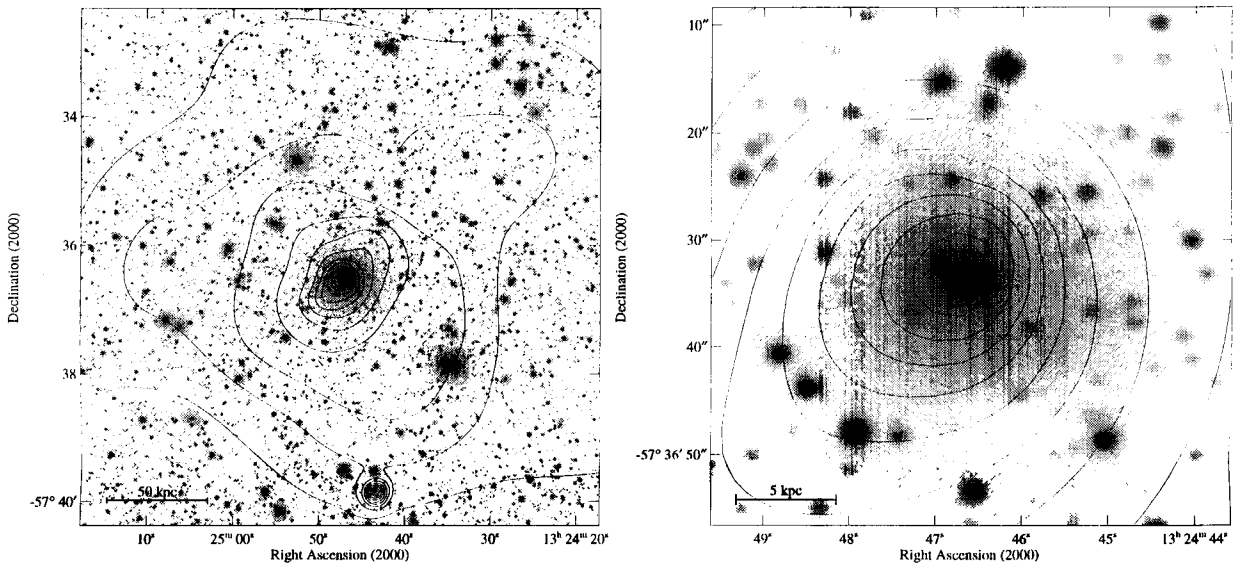 34
36
38
-57° 40'
Declination (2000)
50 kpc
10ˢ
25ᵐ 00ˢ
50ˢ
40ˢ
30ˢ
13ʰ 24ᵐ 20ˢ
Right Ascension (2000)
10"
20"
30"
40"
-57° 36' 50"
Declination (2000)
5 kpc
49ˢ
48ˢ
47ˢ
46ˢ
45ˢ
13ʰ 24ᵐ 44ˢ
Right Ascension (2000)